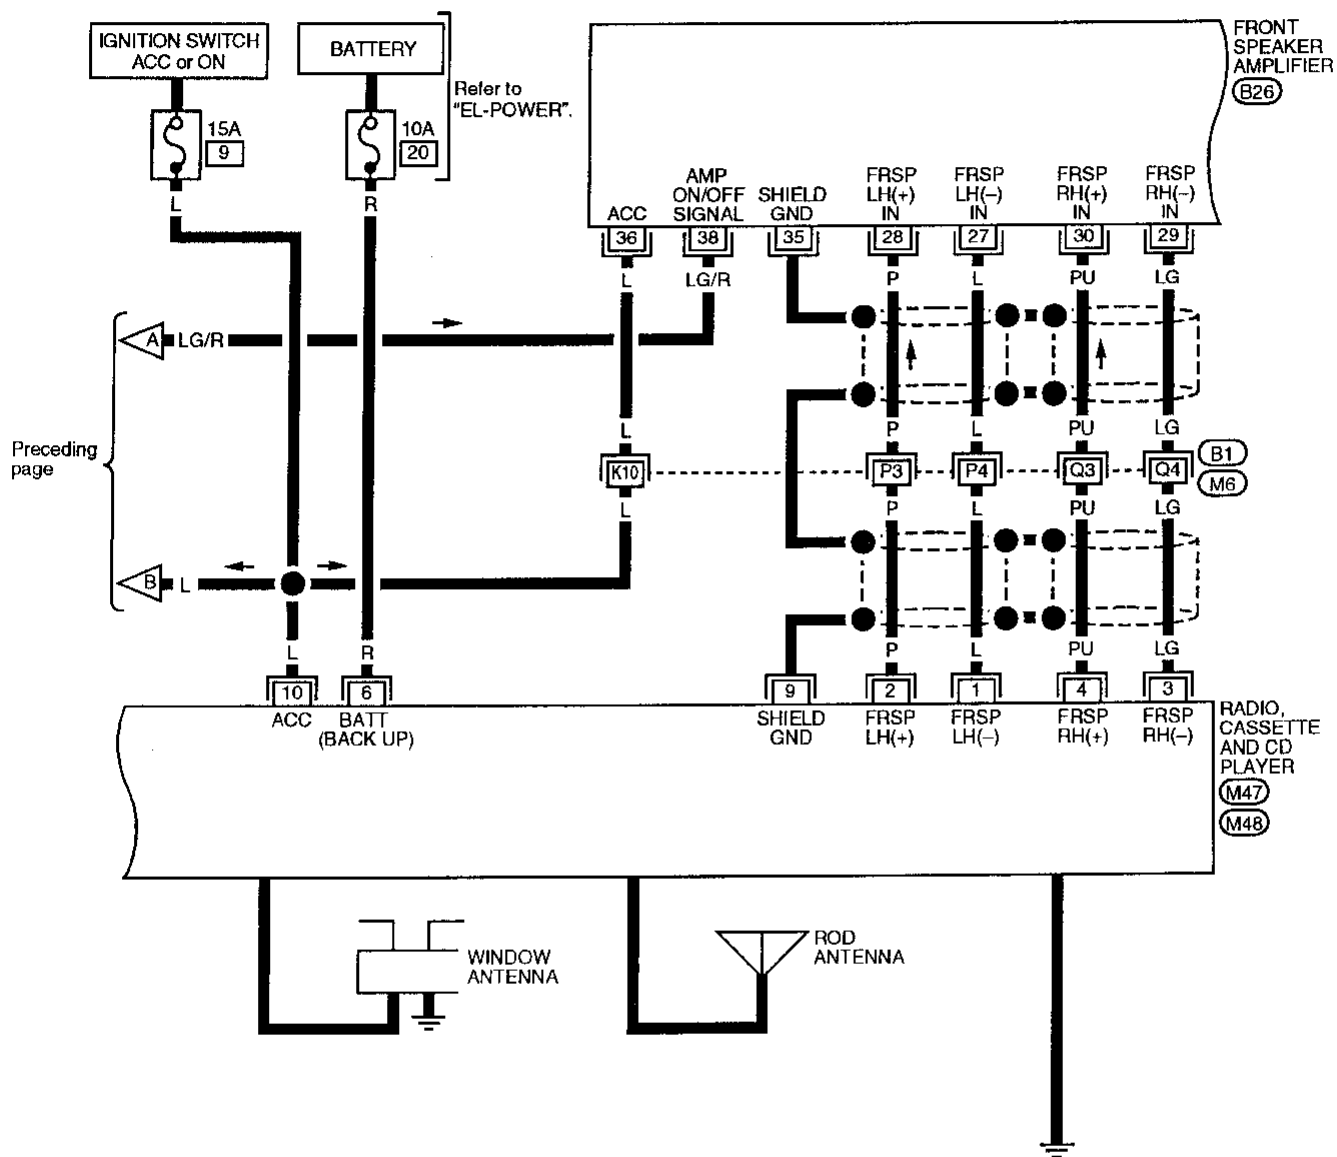 IGNITION SWITCH
ACC or ON
BATTERY
Refer to
"EL-POWER".
15A
9
10A
20
FRONT
SPEAKER
AMPLIFIER
B26
ACC
AMP
ON/OFF
SIGNAL
SHIELD
GND
FRSP
LH(+)
IN
FRSP
LH(–)
IN
FRSP
RH(+)
IN
FRSP
RH(–)
IN
36
38
35
28
27
30
29
L
R
L
LG/R
P
L
PU
LG
A
LG/R
Preceding
page
L
P
L
PU
LG
K10
P3
P4
Q3
Q4
B1
M6
L
P
L
PU
LG
B
L
L
R
P
L
PU
LG
10
6
9
2
1
4
3
ACC
BATT
(BACK UP)
SHIELD
GND
FRSP
LH(+)
FRSP
LH(–)
FRSP
RH(+)
FRSP
RH(–)
RADIO,
CASSETTE
AND CD
PLAYER
M47
M48
WINDOW
ANTENNA
ROD
ANTENNA